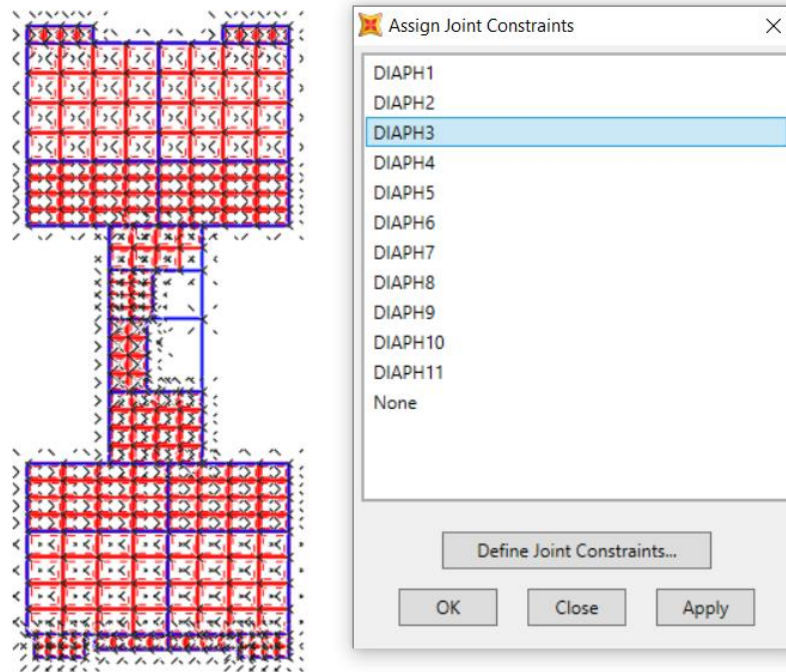 Assign Joint Constraints
DIAPH1
DIAPH2
DIAPH3
DIAPH4
DIAPH5
DIAPH6
DIAPH7
DIAPH8
DIAPH9
DIAPH10
DIAPH11
None
Define Joint Constraints...
OK Close Apply